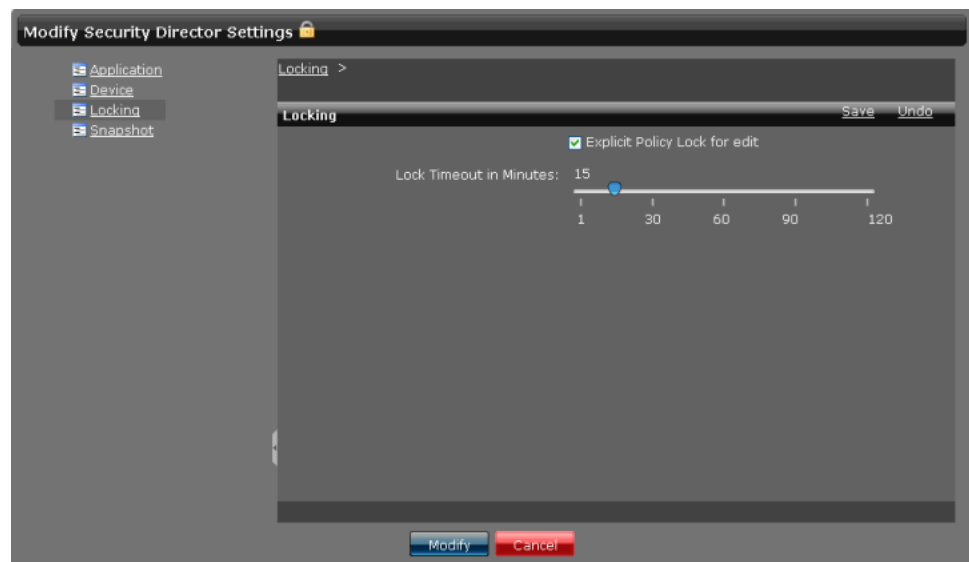 Modify Security Director Settings
Application
Device
Locking
Snapshot
Locking >
Locking Save Undo
Explicit Policy Lock for edit
Lock Timeout in Minutes: 15
1 30 60 90 120
Modify Cancel